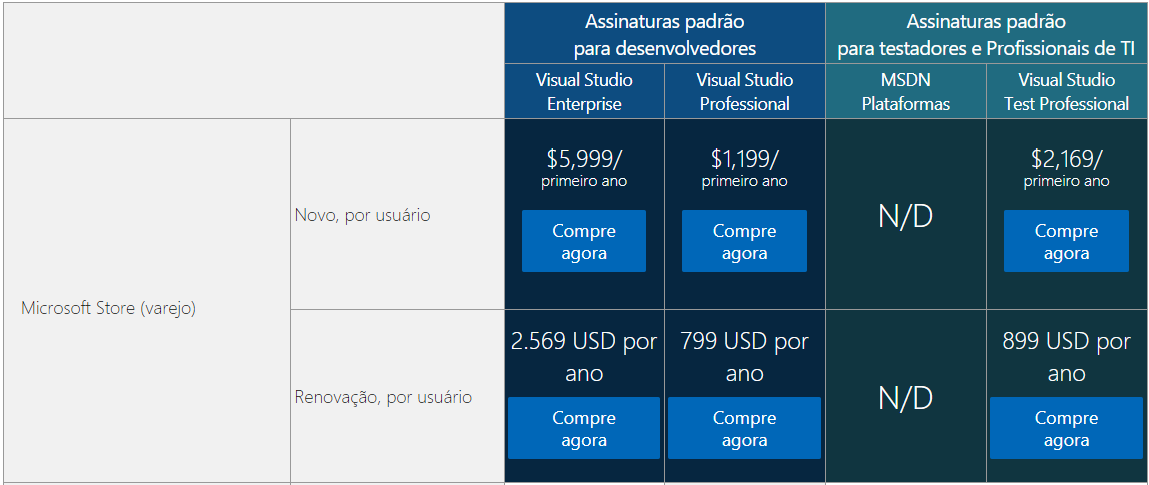 Assinaturas padrão
para desenvolvedores
Assinaturas padrão
para testadores e Profissionais de TI
Visual Studio
Enterprise
Visual Studio
Professional
MSDN
Plataformas
Visual Studio
Test Professional
Microsoft Store (varejo)
Novo, por usuário
$5,999/
primeiro ano
Compre
agora
$1,199/
primeiro ano
Compre
agora
N/D
$2,169/
primeiro ano
Compre
agora
Renovação, por usuário
2.569 USD por
ano
Compre
agora
799 USD por
ano
Compre
agora
N/D
899 USD por
ano
Compre
agora